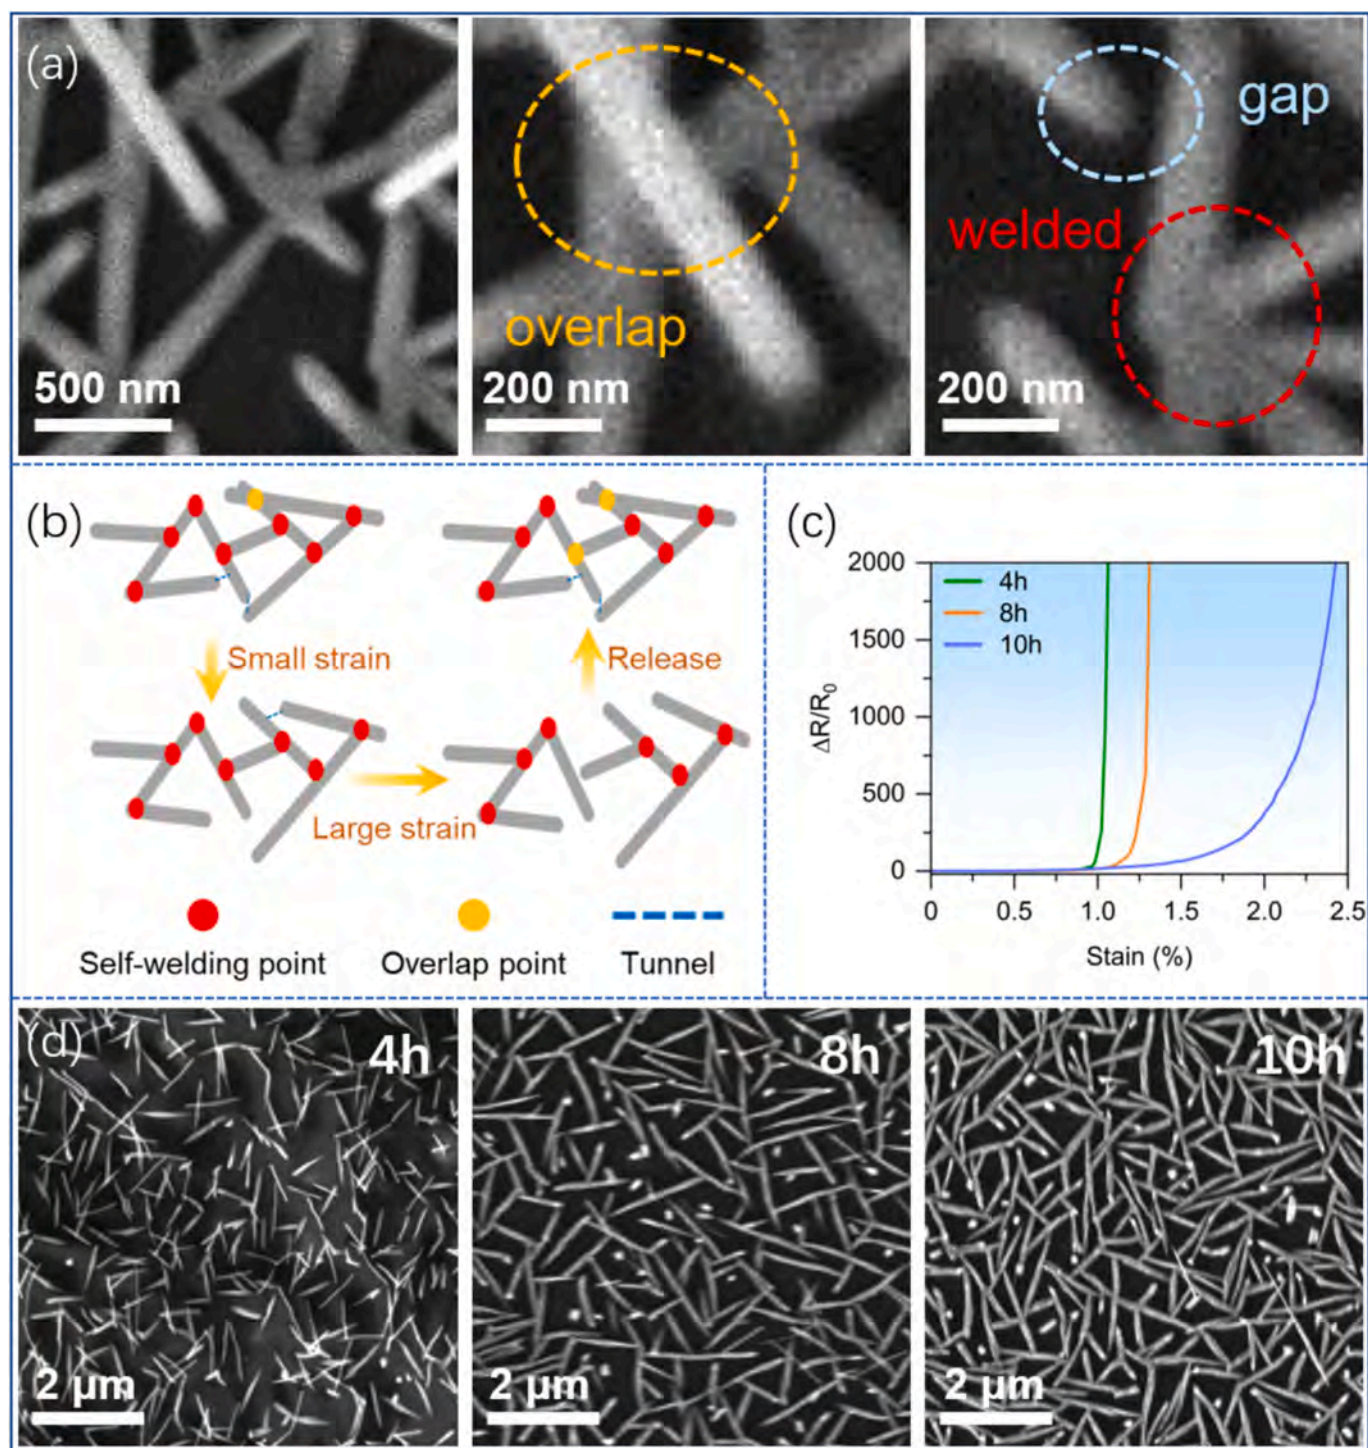 (a)
500 nm
overlap
200 nm
gap
welded
200 nm
(b)
Small strain
Release
Large strain
Self-welding point
Overlap point
Tunnel
(c)
2000
1500
1000
500
0
ΔR/R₀
4h
8h
10h
0 0.5 1.0 1.5 2.0 2.5
Stain (%)
(d)
4h
2 μm
8h
2 μm
10h
2 μm